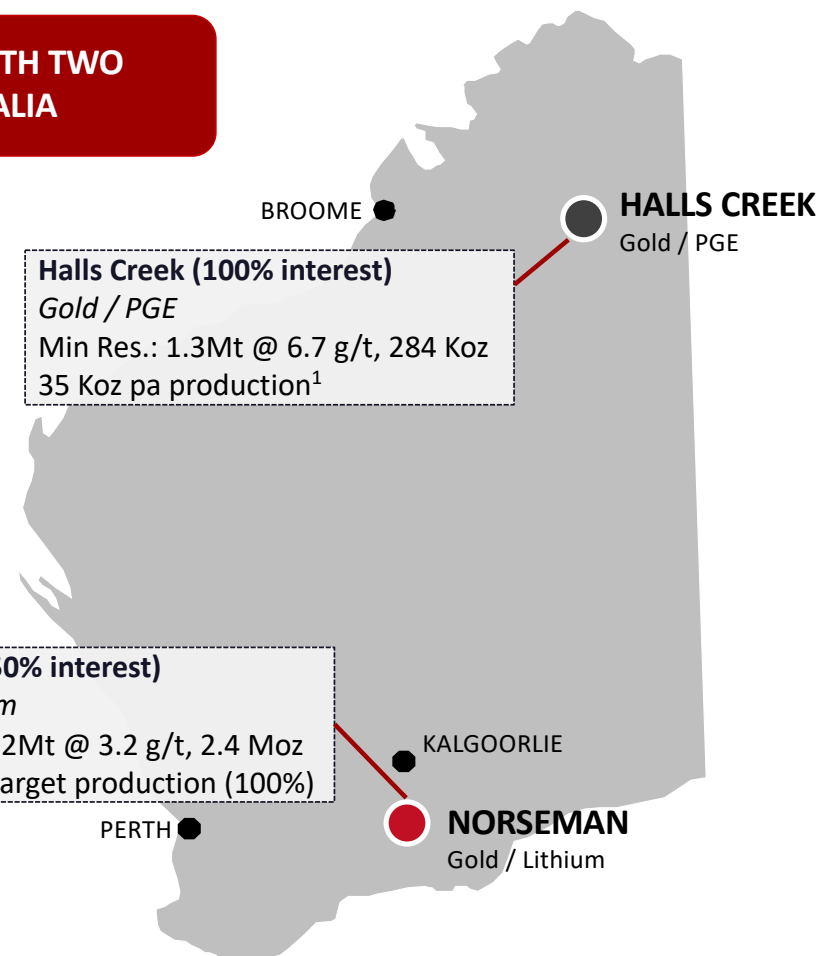 TH TWO
ALIA
BROOME
HALLS CREEK
Gold / PGE
Halls Creek (100% interest)
Gold / PGE
Min Res.: 1.3Mt @ 6.7 g/t, 284 Koz
35 Koz pa production1
0% interest)
m
2Mt @ 3.2 g/t, 2.4 Moz
arget production (100%)
KALGOORLIE
PERTH
NORSEMAN
Gold / Lithium